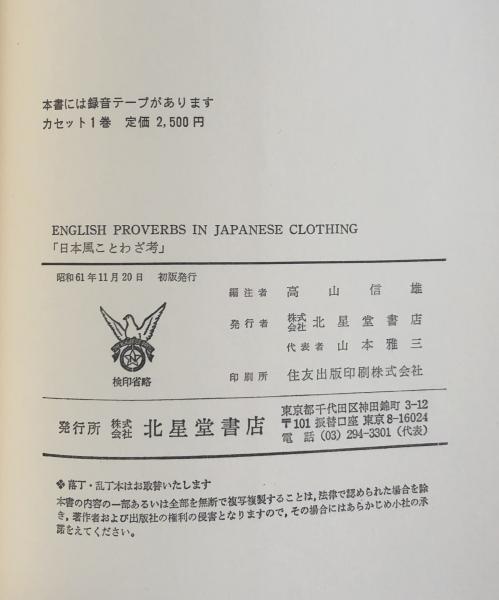 本書には録音テープがあります
カセット1巻 定価 2,500円
ENGLISH PROVERBS IN JAPANESE CLOTHING
「日本風ことわざ考」
昭和61年11月20日 初版発行
編注者 高山信雄
発行者 株式会社 北星堂書店
代表者 山本雅三
検印省略
印刷所 住友出版印刷株式会社
発行所 株式会社 北星堂書店
東京都千代田区神田錦町 3-12
〒101 振替口座 東京 8-16024
電話 (03) 294-3301 (代表)
❖ 落丁・乱丁本はお取替いたします
本書の内容の一部あるいは全部を無断で複写複製することは,法律で認められた場合を除
き,著作者および出版社の権利の侵害となりますので,その場合にはあらかじめ小社の承
諾をえてください。